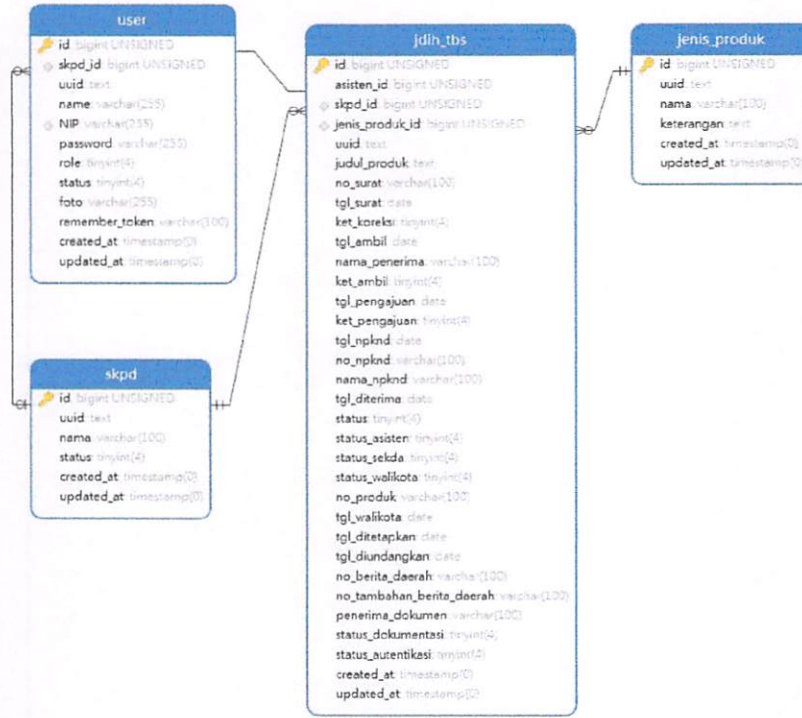 user
id: bigint UNSIGNED
skpd_id: bigint UNSIGNED
uuid: text
name: varchar(255)
NIP: varchar(255)
password: varchar(255)
role: tinyint(4)
status: tinyint(4)
foto: varchar(255)
remember_token: varchar(100)
created_at: timestamp(0)
updated_at: timestamp(0)
skpd
id: bigint UNSIGNED
uuid: text
nama: varchar(100)
status: tinyint(4)
created_at: timestamp(0)
updated_at: timestamp(0)
jdih_tbs
id: bigint UNSIGNED
asisten_id: bigint UNSIGNED
skpd_id: bigint UNSIGNED
jenis_produk_id: bigint UNSIGNED
uuid: text
judul_produk: text
no_surat: varchar(100)
tgl_surat: date
ket_koreksi: tinyint(4)
tgl_ambil: date
nama_penerima: varchar(100)
ket_ambil: tinyint(4)
tgl_pengajuan: date
ket_pengajuan: tinyint(4)
tgl_npknd: date
no_npknd: varchar(100)
nama_npknd: varchar(100)
tgl_diterima: date
status: tinyint(4)
status_asisten: tinyint(4)
status_sekda: tinyint(4)
status_walikota: tinyint(4)
no_produk: varchar(100)
tgl_walikota: date
tgl_ditetapkan: date
tgl_diundangkan: date
no_berita_daerah: varchar(100)
no_tambahan_berita_daerah: varchar(100)
penerima_dokumen: varchar(100)
status_dokumentasi: tinyint(4)
status_autentikasi: tinyint(4)
created_at: timestamp(0)
updated_at: timestamp(0)
jenis_produk
id: bigint UNSIGNED
uuid: text
nama: varchar(100)
keterangan: text
created_at: timestamp(0)
updated_at: timestamp(0)